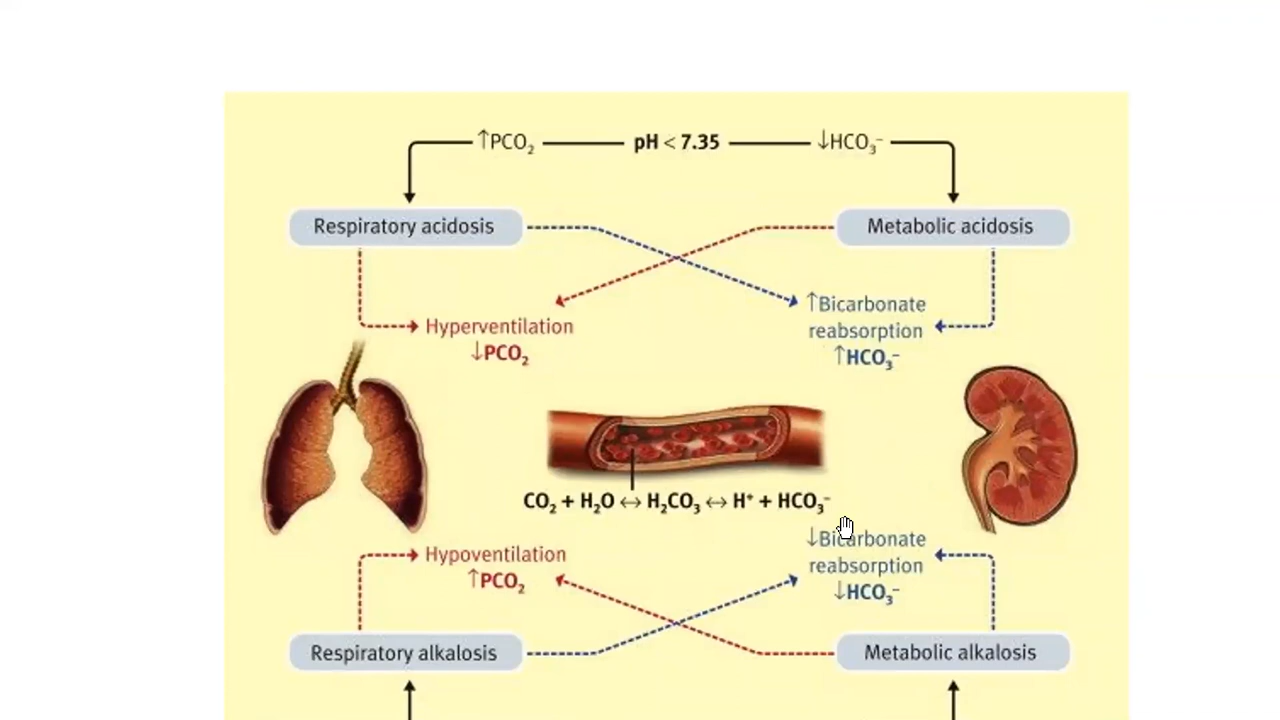 ↑PCO₂ pH < 7.35 ↓HCO₃⁻
Respiratory acidosis Metabolic acidosis
Hyperventilation
↓PCO₂
↑Bicarbonate
reabsorption
↑HCO₃⁻
CO₂ + H₂O ↔ H₂CO₃ ↔ H⁺ + HCO₃⁻
Hypoventilation
↑PCO₂
↓Bicarbonate
reabsorption
↓HCO₃⁻
Respiratory alkalosis Metabolic alkalosis